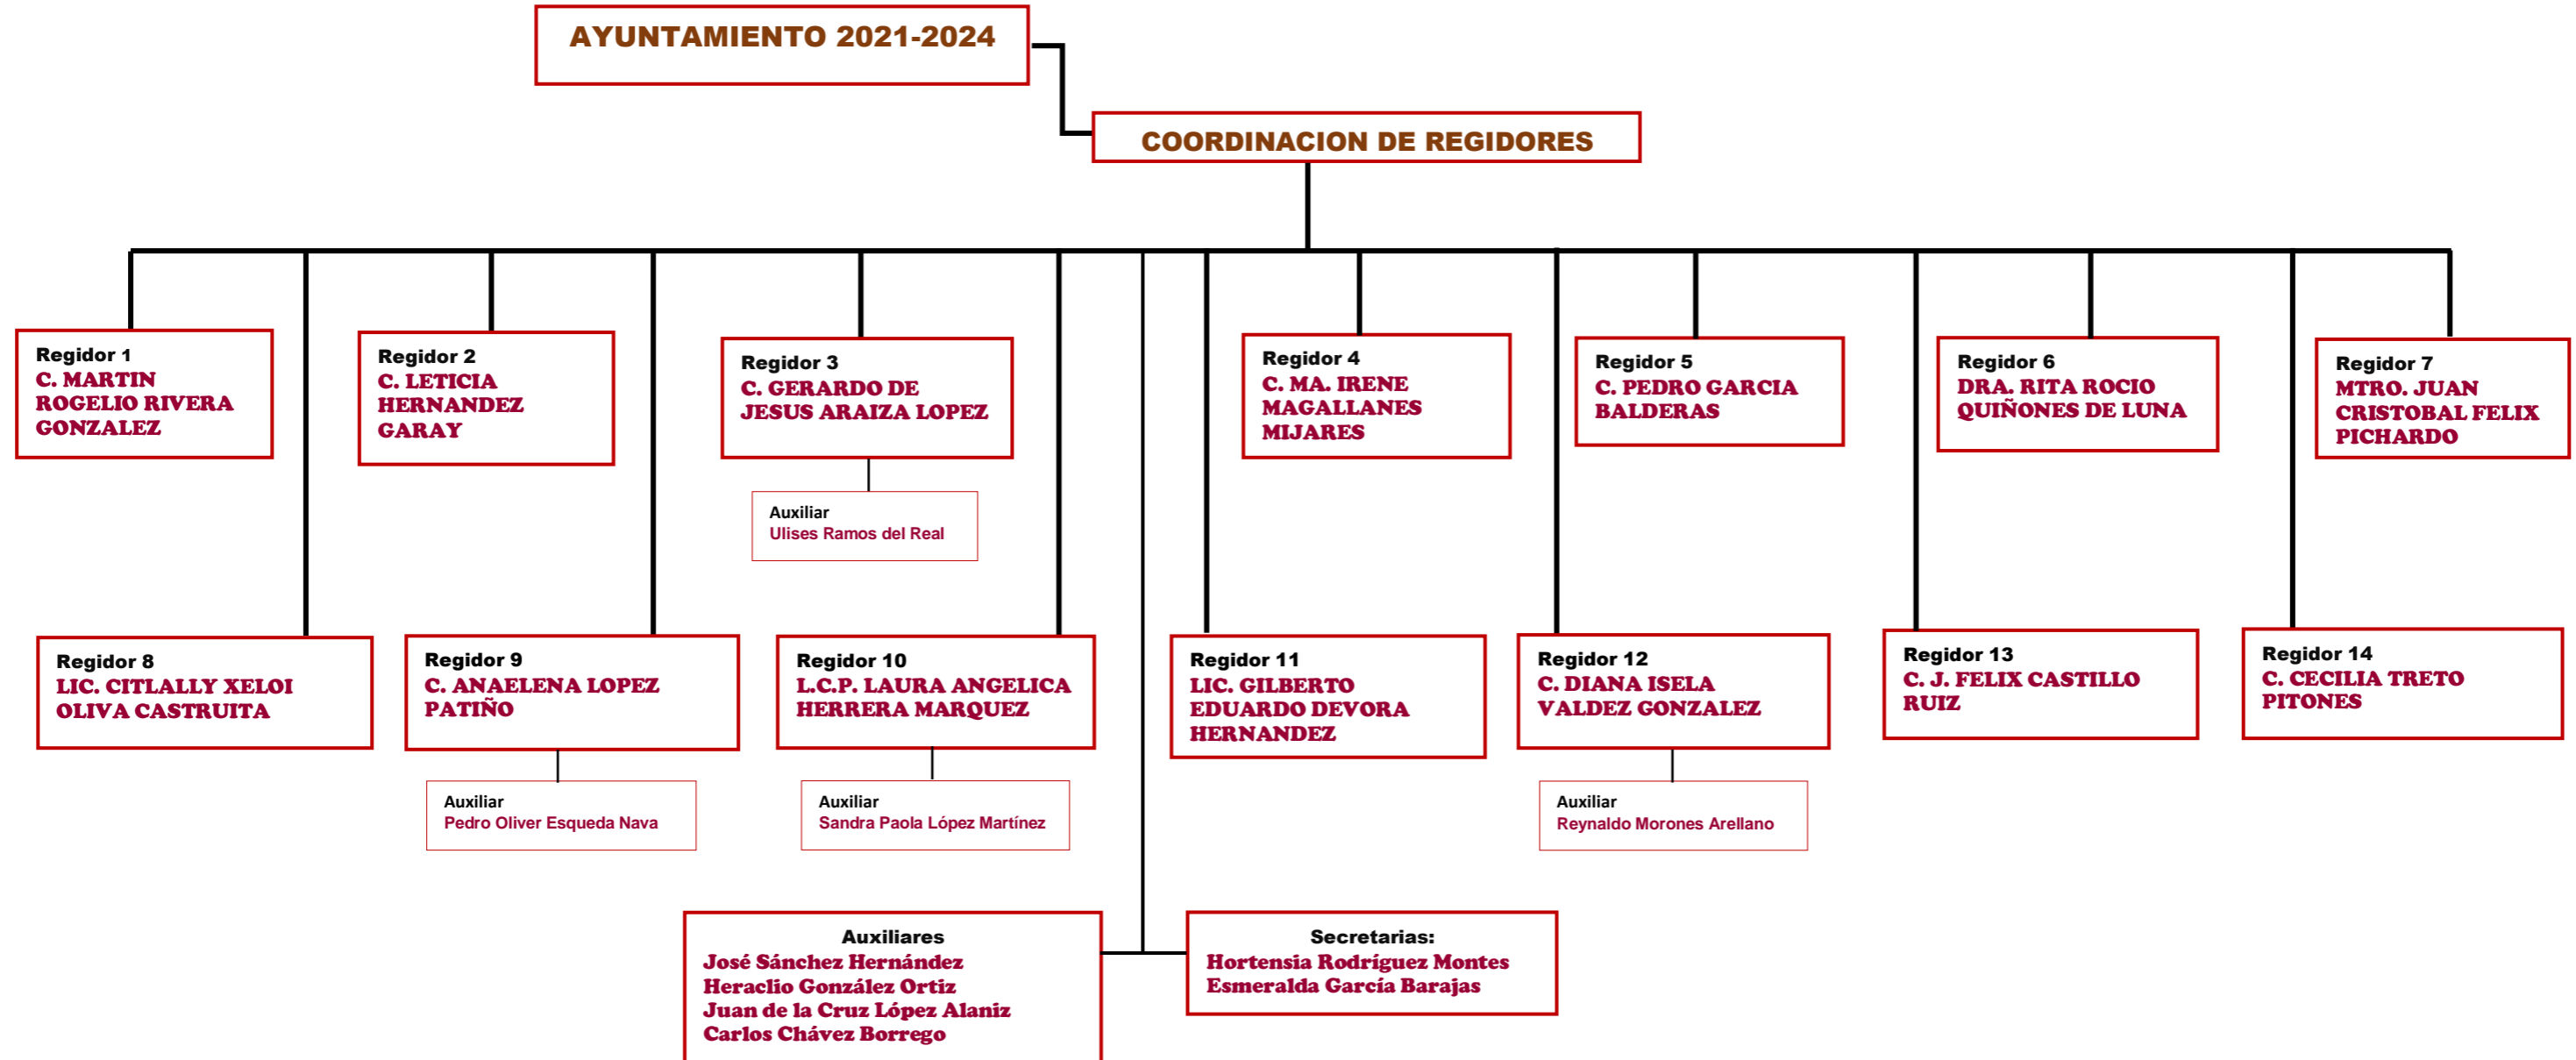 AYUNTAMIENTO 2021-2024
COORDINACION DE REGIDORES
Regidor 1
C. MARTIN
ROGELIO RIVERA
GONZALEZ
Regidor 2
C. LETICIA
HERNANDEZ
GARAY
Regidor 3
C. GERARDO DE
JESUS ARAIZA LOPEZ
Auxiliar
Ulises Ramos del Real
Regidor 4
C. MA. IRENE
MAGALLANES
MIJARES
Regidor 5
C. PEDRO GARCIA
BALDERAS
Regidor 6
DRA. RITA ROCIO
QUIÑONES DE LUNA
Regidor 7
MTRO. JUAN
CRISTOBAL FELIX
PICHARDO
Regidor 8
LIC. CITLALLY XELOI
OLIVA CASTRUITA
Regidor 9
C. ANAELENA LOPEZ
PATIÑO
Auxiliar
Pedro Oliver Esqueda Nava
Regidor 10
L.C.P. LAURA ANGELICA
HERRERA MARQUEZ
Auxiliar
Sandra Paola López Martínez
Regidor 11
LIC. GILBERTO
EDUARDO DEVORA
HERNANDEZ
Regidor 12
C. DIANA ISELA
VALDEZ GONZALEZ
Auxiliar
Reynaldo Morones Arellano
Regidor 13
C. J. FELIX CASTILLO
RUIZ
Regidor 14
C. CECILIA TRETO
PITONES
Auxiliares
José Sánchez Hernández
Heraclio González Ortiz
Juan de la Cruz López Alaniz
Carlos Chávez Borrego
Secretarias:
Hortensia Rodríguez Montes
Esmeralda García Barajas